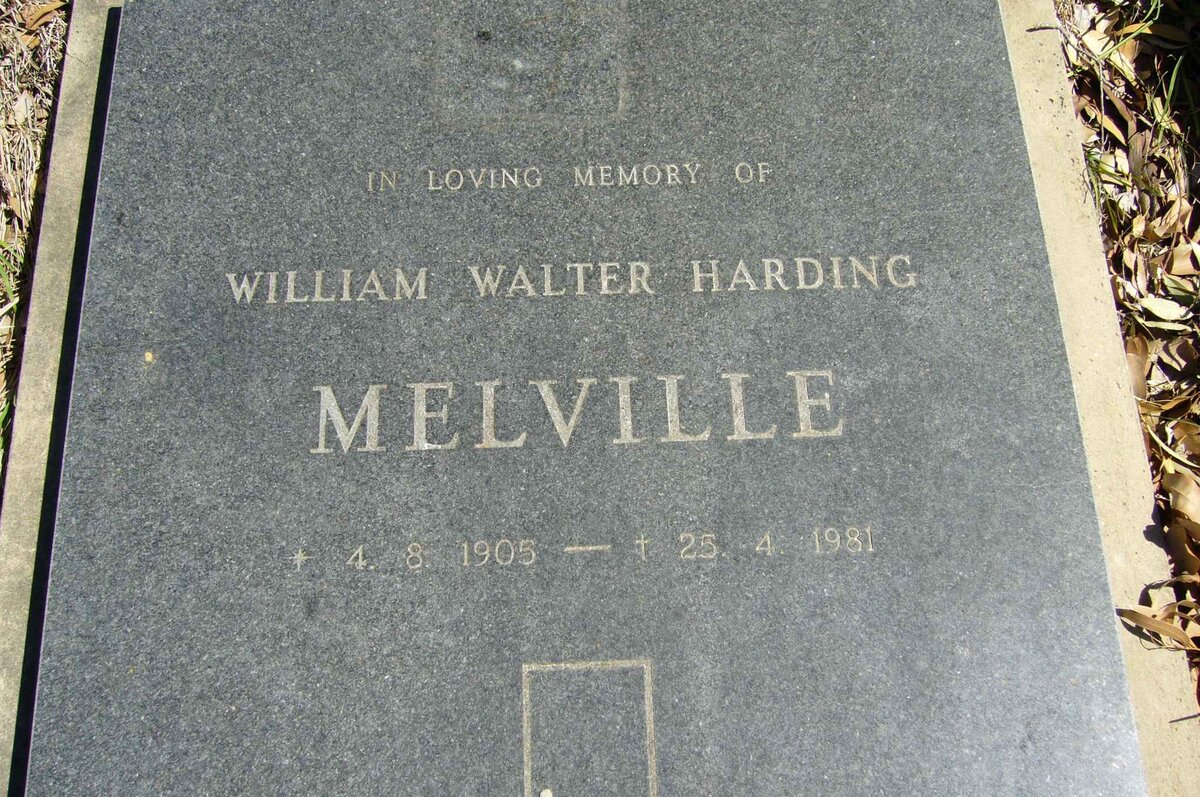 IN LOVING MEMORY OF
WILLIAM WALTER HARDING
MELVILLE
* 4. 8. 1905 — † 25. 4. 1981